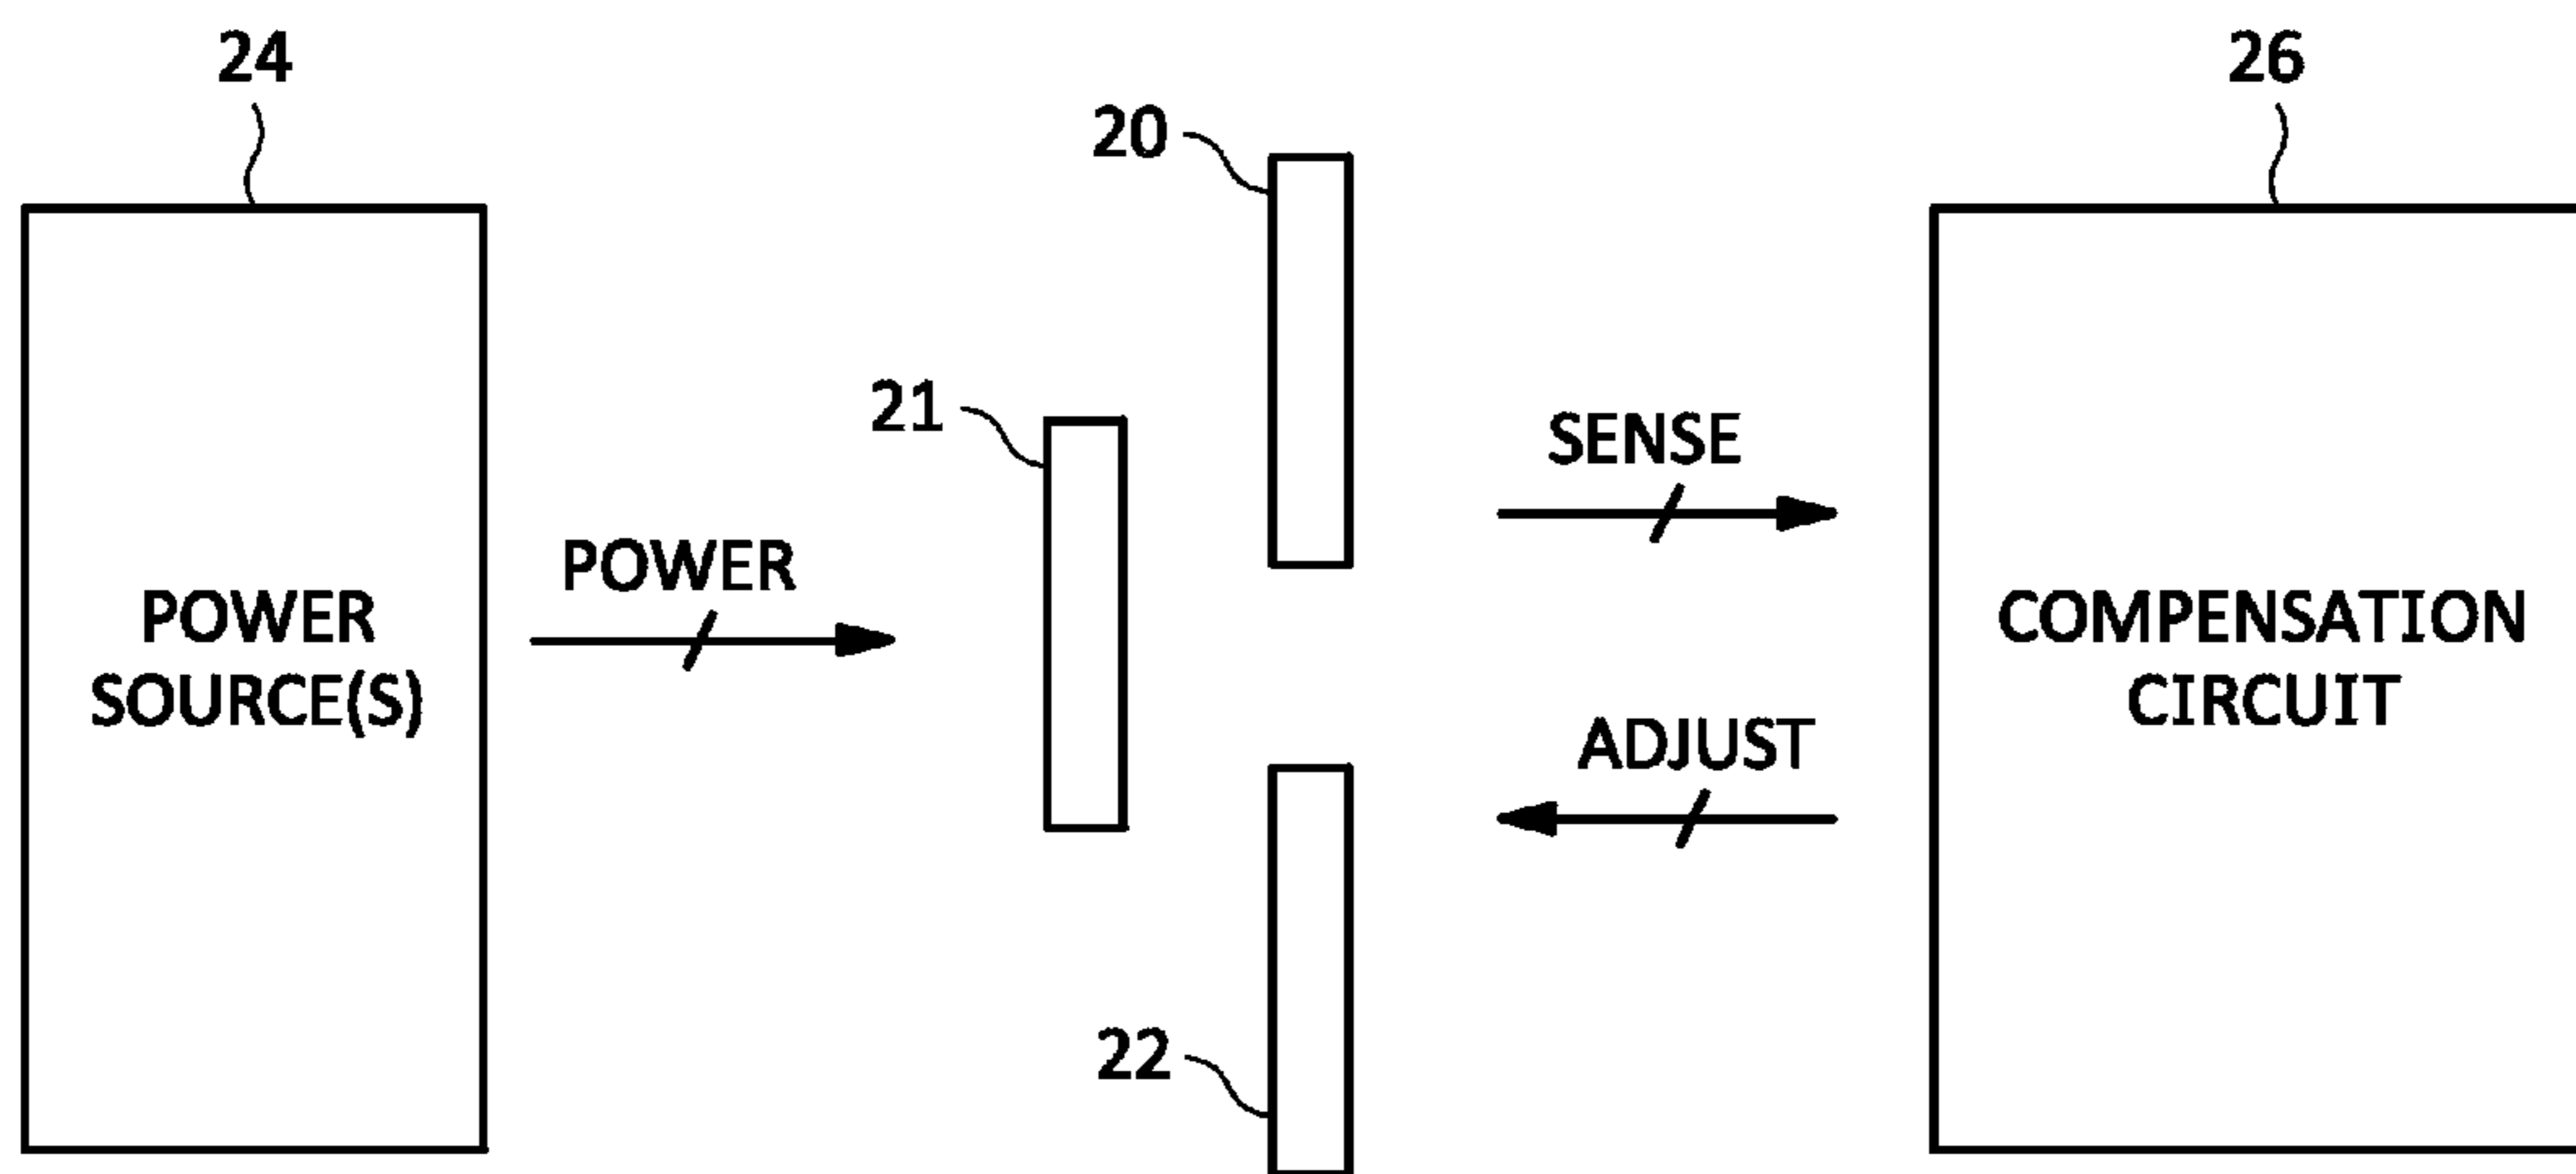 24
26
20
21
SENSE
POWER
POWER
SOURCE(S)
COMPENSATION
CIRCUIT
ADJUST
22